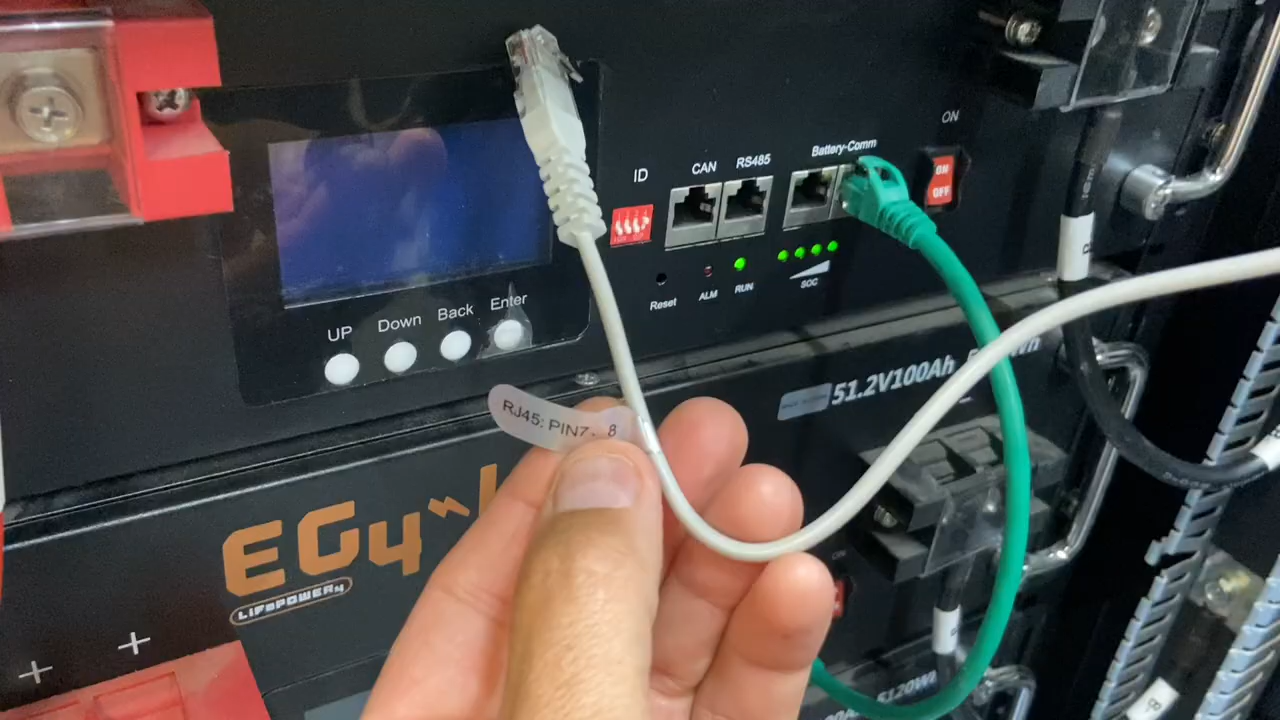 ON
Battery-Comm
RS485
CAN
ID
ON
OFF
Reset
ALM
RUN
SOC
Enter
Back
Down
UP
51.2V100Ah
RJ45; PIN7 8
EG4
LIFEPOWER4
+ +
ON